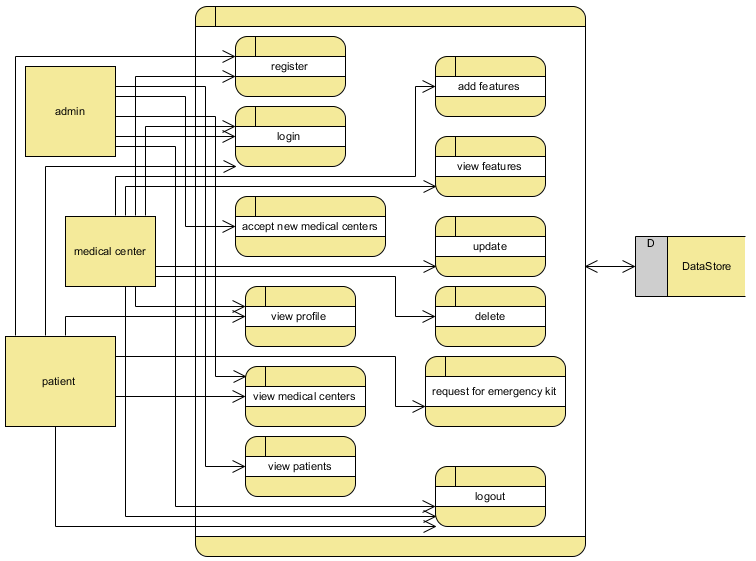 register
add features
admin
login
view features
accept new medical centers
medical center
update
D
DataStore
view profile
delete
patient
view medical centers
request for emergency kit
view patients
logout